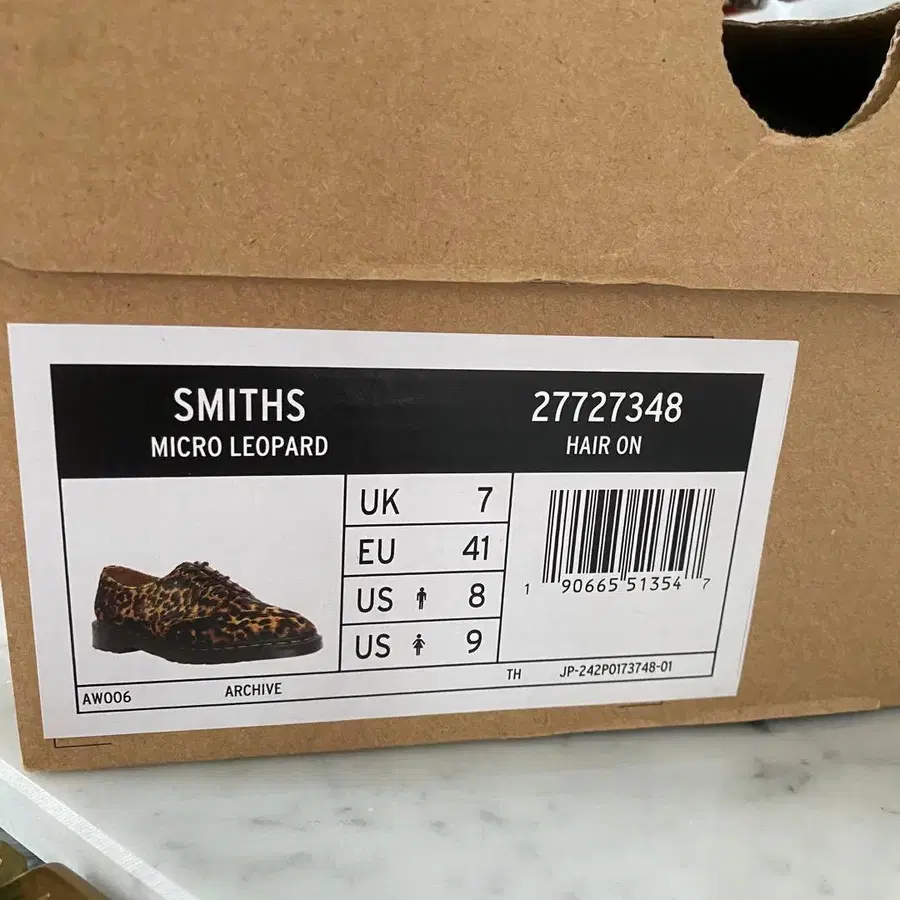 SMITHS
MICRO LEOPARD
27727348
HAIR ON
UK 7
EU 41
US 8
US 9
1 90665 51354 7
AW006
ARCHIVE
TH
JP-242P0173748-01